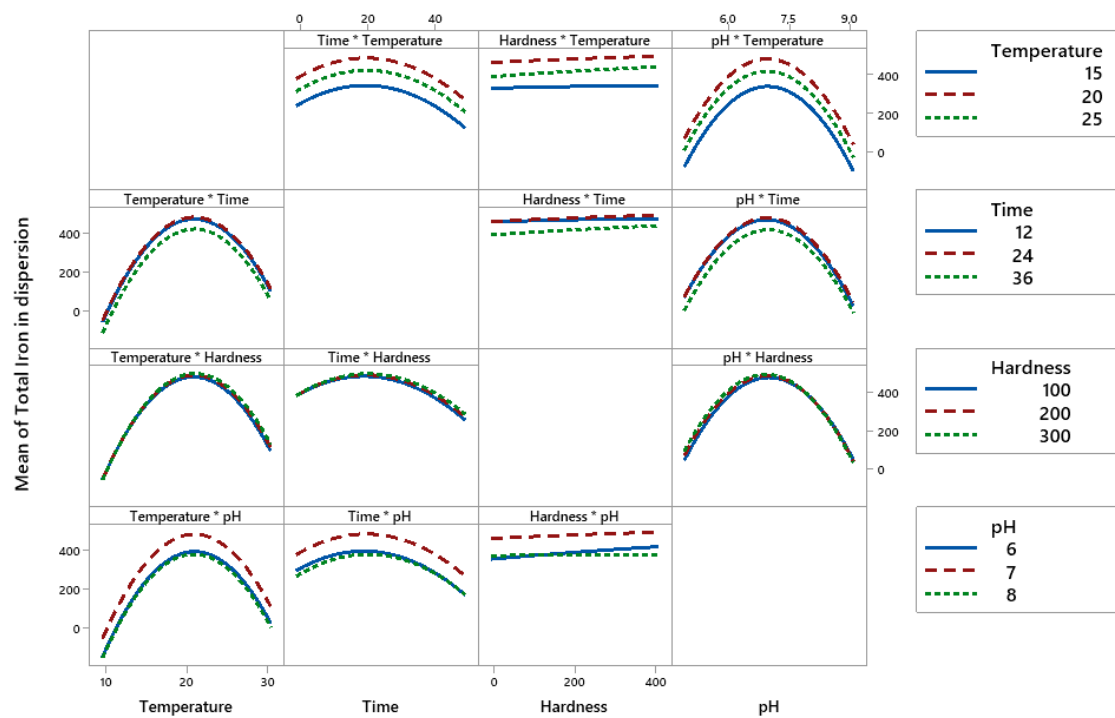 0 20 40 6,0 7,5 9,0
Time * Temperature Hardness * Temperature pH * Temperature
400
200
0
Temperature
15
20
25
Temperature * Time Hardness * Time pH * Time
400
200
0
Time
12
24
36
Mean of Total Iron in dispersion
Temperature * Hardness Time * Hardness pH * Hardness
400
200
0
Hardness
100
200
300
Temperature * pH Time * pH Hardness * pH
400
200
0
pH
6
7
8
10 20 30 0 200 400
Temperature Time Hardness pH